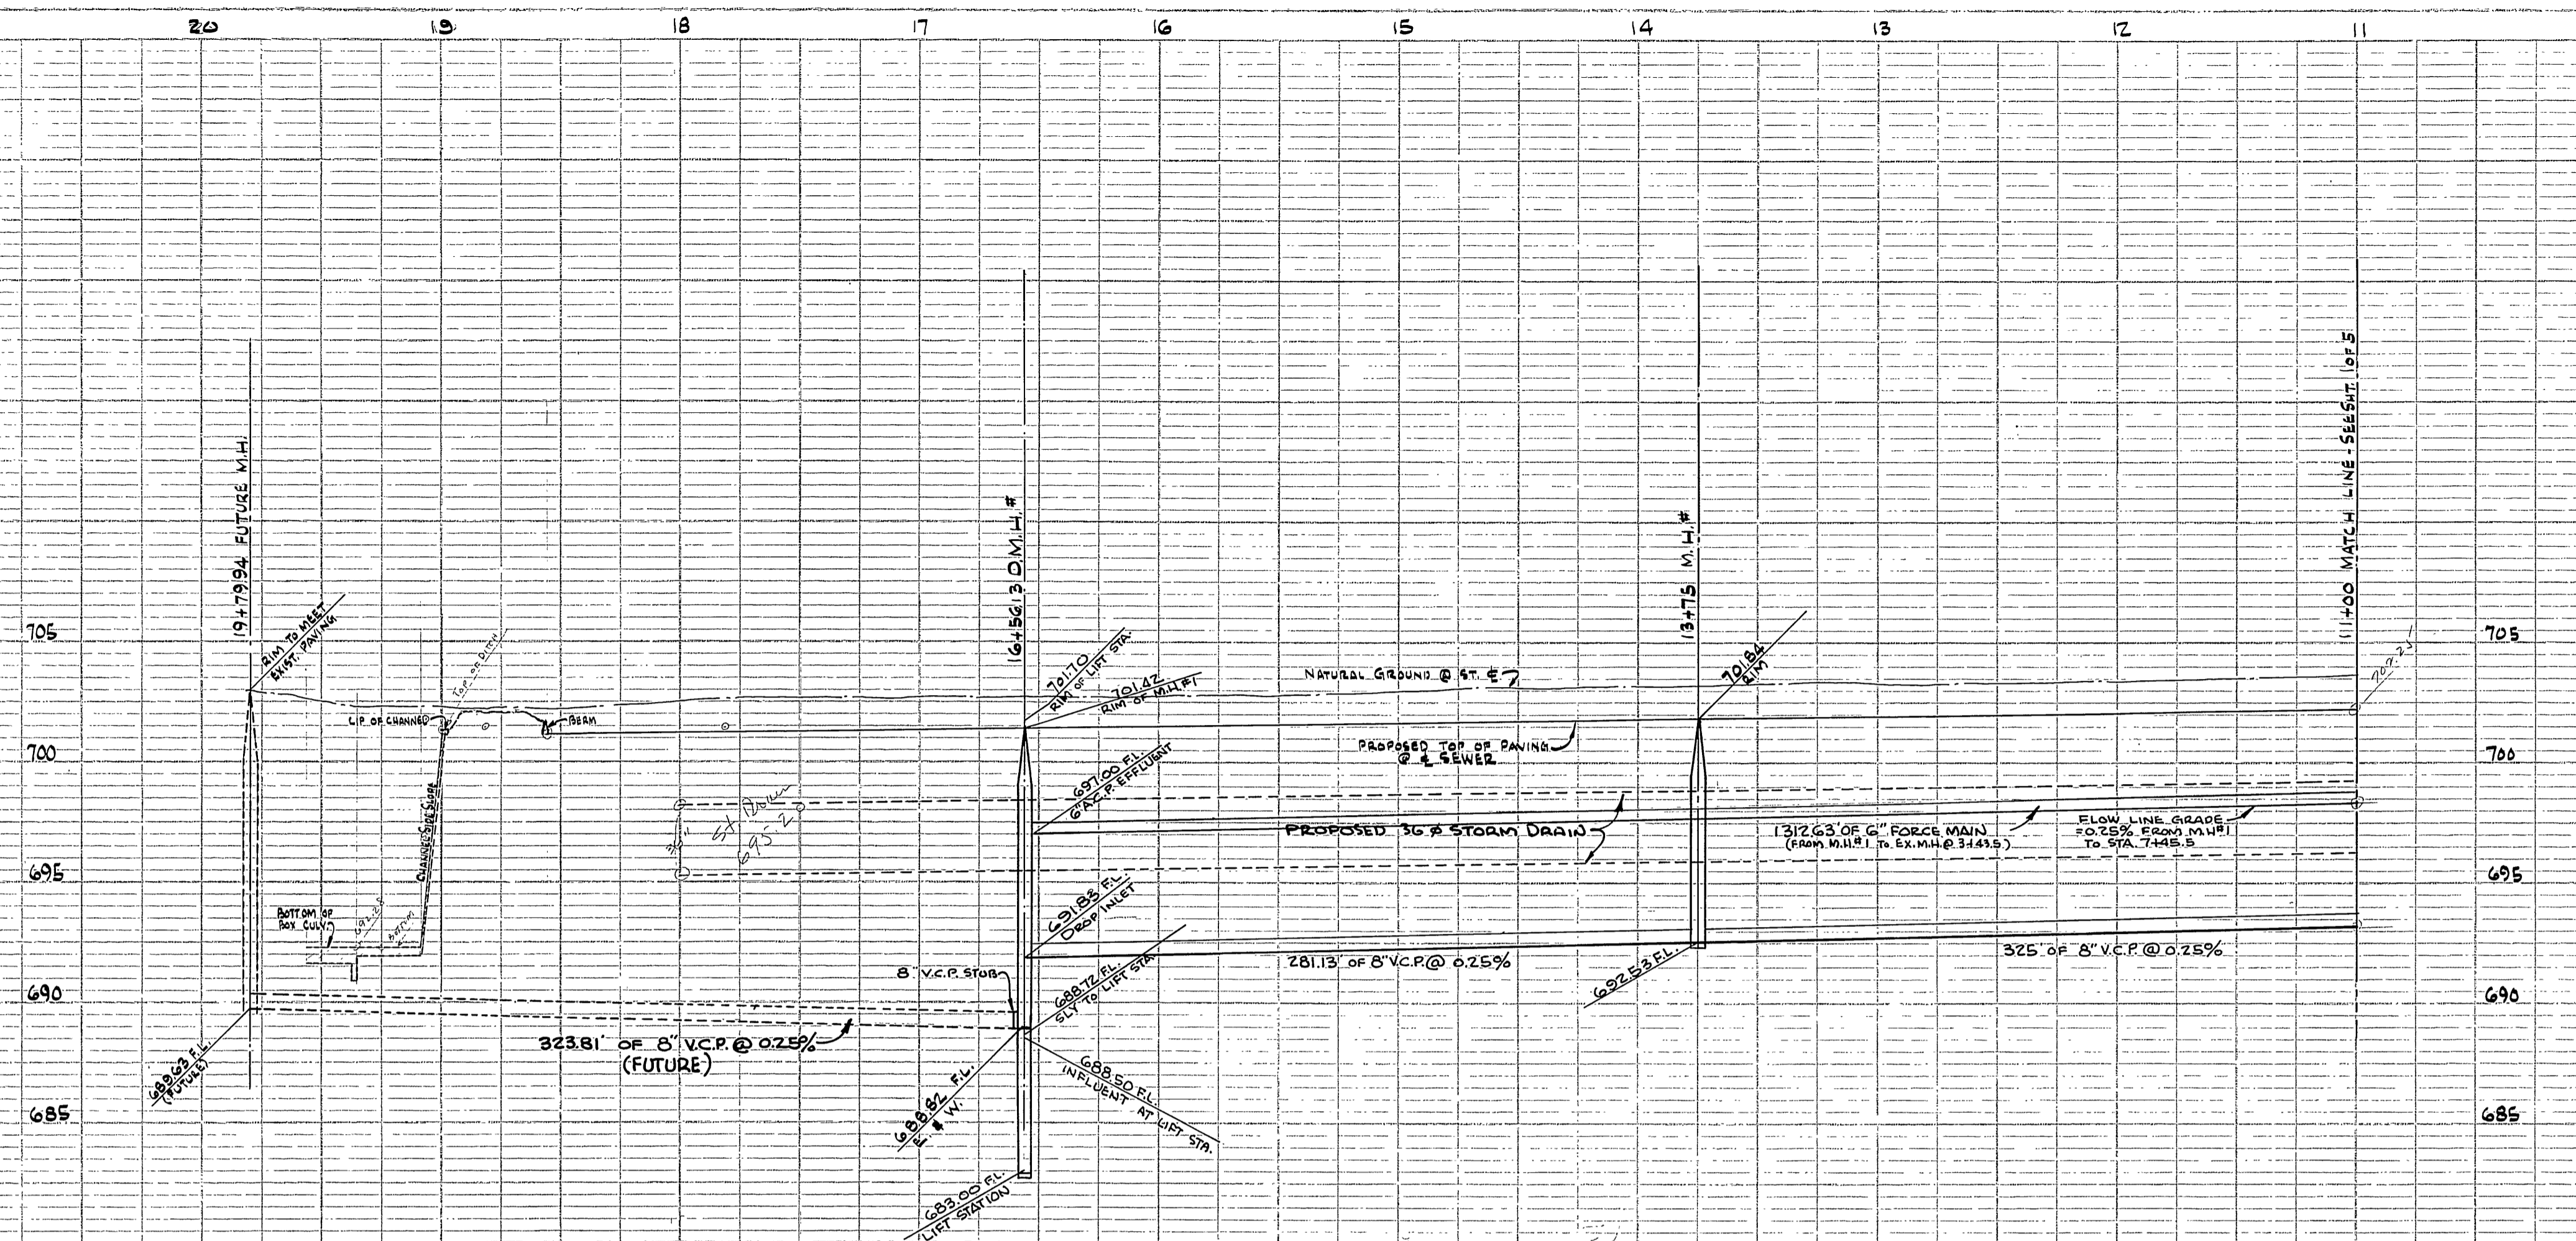 20 19 18 17 16 15 14 13 12 11
19+79.94 FUTURE M.H.
16+56.13 D.M.H.#
13+75 M.H.#
11+00 MATCH LINE - SEE SHT. 1 OF 5
705
705
RIM TO MEET
EXIST. PAVING
TOP OF DITCH
701.70
RIM OF LIFT STA.
701.42
RIM OF M.H.#1
NATURAL GROUND @ ST. ℄
701.84
RIM
LIP OF CHANNEL
BERM
700
700
PROPOSED TOP OF PAVING
@ ℄ SEWER
697.00 F.L.
6" A.C.P. EFFLUENT
36"
St Drain
695.2
PROPOSED 36 Ø STORM DRAIN
1312.63' OF 6" FORCE MAIN
(FROM M.H.#1 TO EX. M.H. @ 3+43.5)
FLOW LINE GRADE
=0.25% FROM M.H.#1
TO STA. 7+45.5
CHANNEL SIDE SLOPE
695
695
BOTTOM OF
BOX CULV.
692.28
BOTTOM
691.83 F.L.
DROP INLET
281.13' OF 8" V.C.P. @ 0.25%
692.53 F.L.
325' OF 8" V.C.P. @ 0.25%
8" V.C.P. STUB
688.72 F.L.
SLY TO LIFT STA.
690
690
323.81' OF 8" V.C.P. @ 0.25%
(FUTURE)
689.63 F.L.
(FUTURE)
688.82 F.L.
E. & W.
688.50 F.L.
INFLUENT AT LIFT STA.
685
685
683.00 F.L.
LIFT STATION